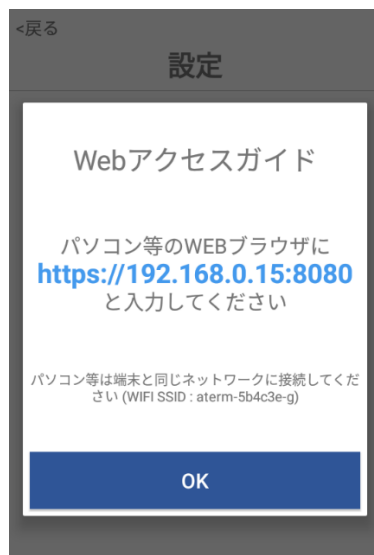 <戻る
設定
Webアクセスガイド
パソコン等のWEBブラウザに
https://192.168.0.15:8080
と入力してください
パソコン等は端末と同じネットワークに接続してくだ
さい (WIFI SSID : aterm-5b4c3e-g)
OK